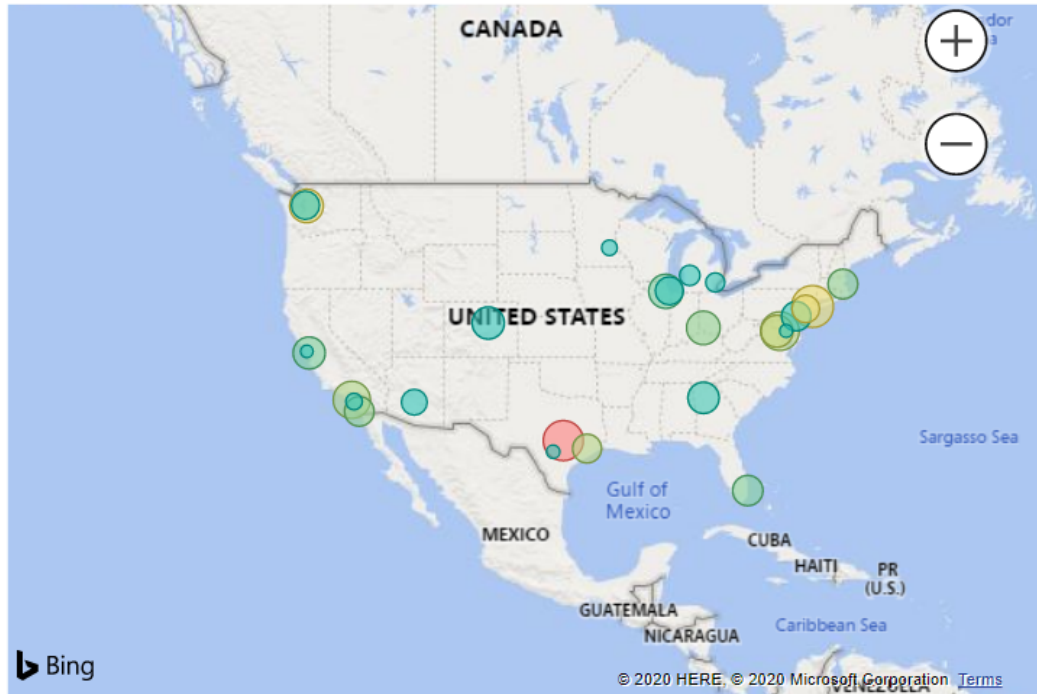 CANADA
UNITED STATES
Sargasso Sea
Gulf of
Mexico
MEXICO
CUBA
HAITI
PR
(U.S.)
GUATEMALA
NICARAGUA
Caribbean Sea
Bing
© 2020 HERE, © 2020 Microsoft Corporation Terms
VENEZUELA